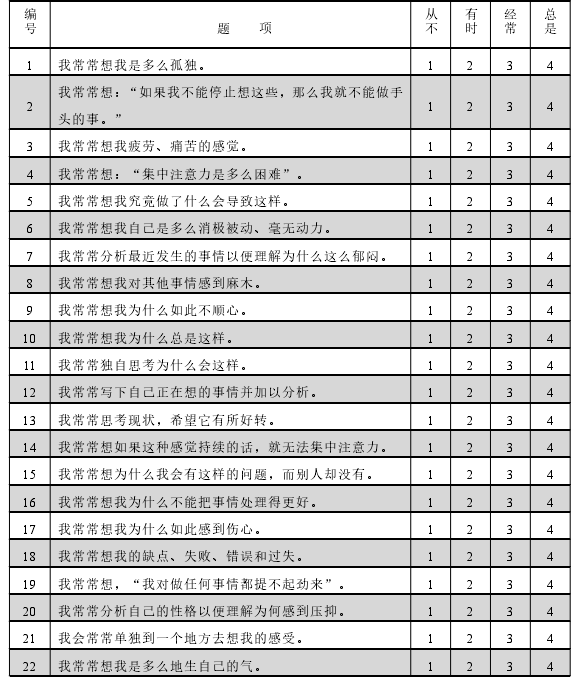 编号 题 项 从不 有时 经常 总是
1 我常常想我是多么孤独。 1 2 3 4
2 我常常想：“如果我不能停止想这些，那么我就不能做手 1 2 3 4
头的事。”
3 我常常想我疲劳、痛苦的感觉。 1 2 3 4
4 我常常想：“集中注意力是多么困难”。 1 2 3 4
5 我常常想我究竟做了什么会导致这样。 1 2 3 4
6 我常常想我自己是多么消极被动、毫无动力。 1 2 3 4
7 我常常分析最近发生的事情以便理解为什么这么郁闷。 1 2 3 4
8 我常常想我对其他事情感到麻木。 1 2 3 4
9 我常常想我为什么如此不顺心。 1 2 3 4
10 我常常想我为什么总是这样。 1 2 3 4
11 我常常独自思考为什么会这样。 1 2 3 4
12 我常常写下自己正在想的事情并加以分析。 1 2 3 4
13 我常常思考现状，希望它有所好转。 1 2 3 4
14 我常常想如果这种感觉持续的话，就无法集中注意力。 1 2 3 4
15 我常常想为什么我会有这样的问题，而别人却没有。 1 2 3 4
16 我常常想我为什么不能把事情处理得更好。 1 2 3 4
17 我常常想我为什么如此感到伤心。 1 2 3 4
18 我常常想我的缺点、失败、错误和过失。 1 2 3 4
19 我常常想，“我对做任何事情都提不起劲来”。 1 2 3 4
20 我常常分析自己的性格以便理解为何感到压抑。 1 2 3 4
21 我会常常单独到一个地方去想我的感受。 1 2 3 4
22 我常常想我是多么地生自己的气。 1 2 3 4